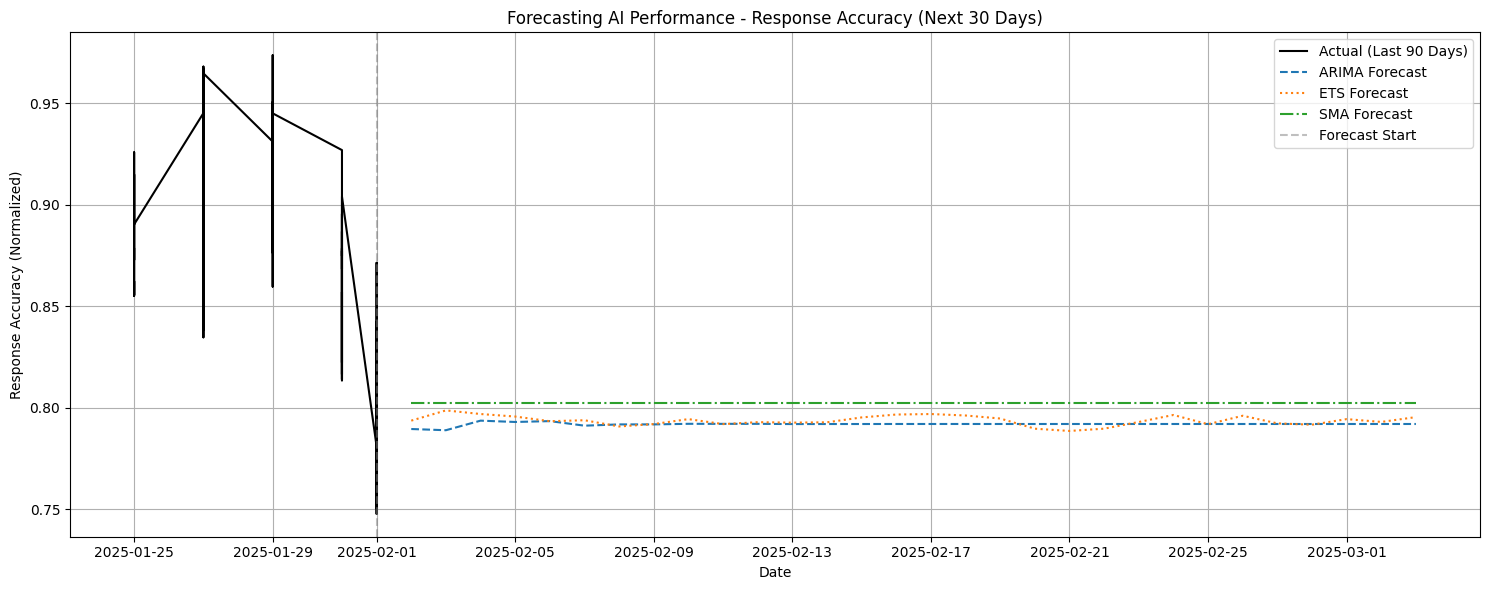 Forecasting AI Performance - Response Accuracy (Next 30 Days)
Actual (Last 90 Days)
ARIMA Forecast
ETS Forecast
SMA Forecast
Forecast Start
Response Accuracy (Normalized)
0.95
0.90
0.85
0.80
0.75
2025-01-25
2025-01-29
2025-02-01
2025-02-05
2025-02-09
2025-02-13
2025-02-17
2025-02-21
2025-02-25
2025-03-01
Date